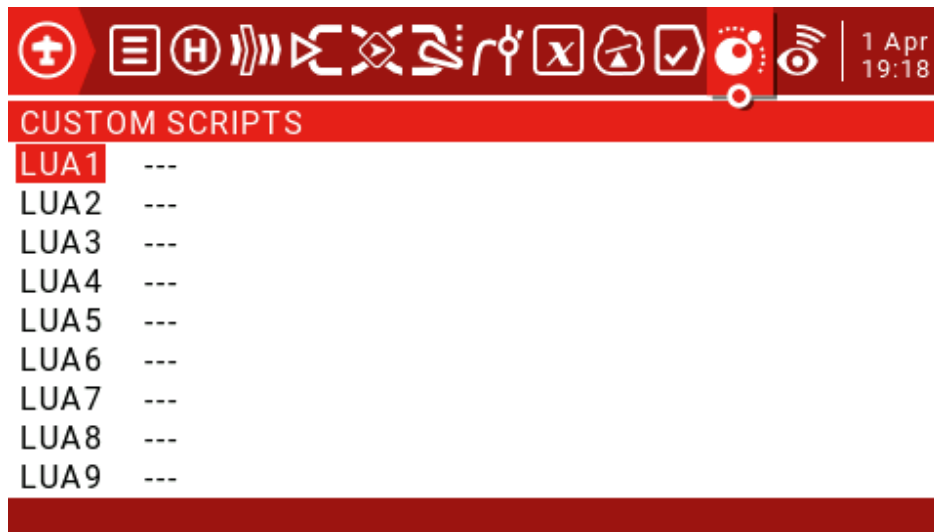 H
x
1 Apr
19:18
CUSTOM SCRIPTS
LUA1 ---
LUA2 ---
LUA3 ---
LUA4 ---
LUA5 ---
LUA6 ---
LUA7 ---
LUA8 ---
LUA9 ---